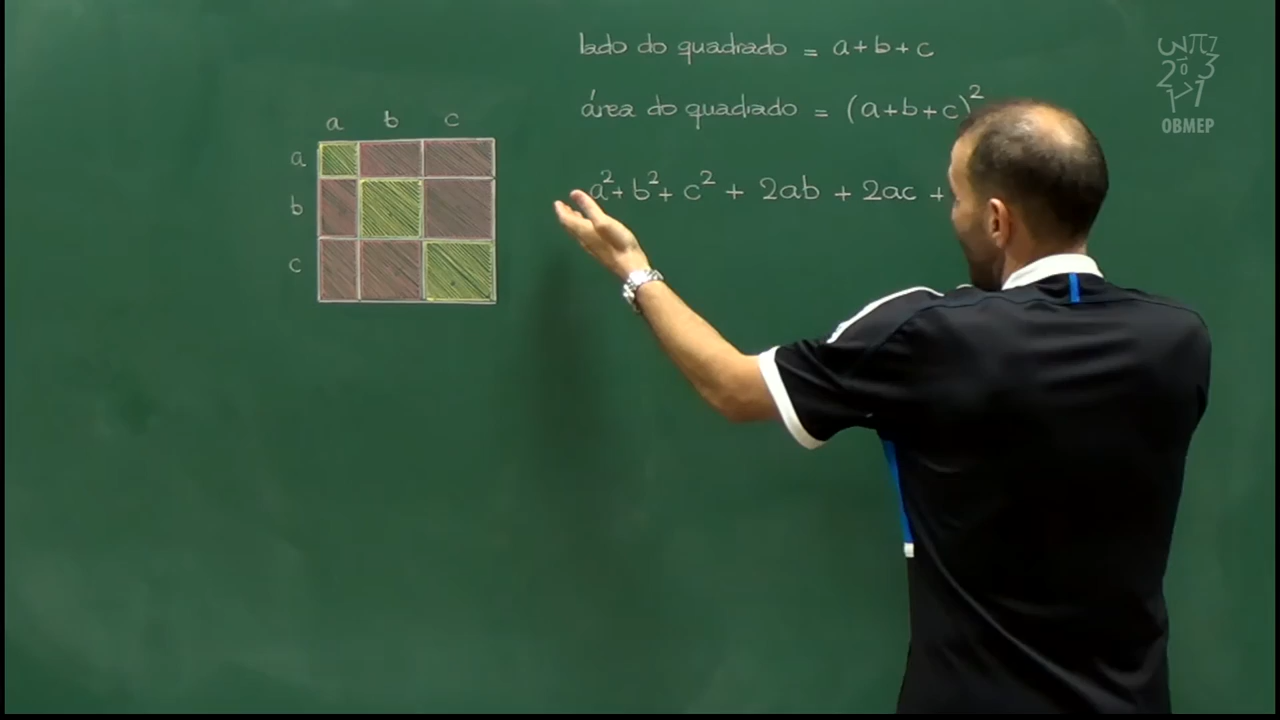 lado do quadrado = a+b+c
área do quadrado = (a+b+c)²
a b c
a
b
c
a²+ b²+ c² + 2ab + 2ac +
OBMEP